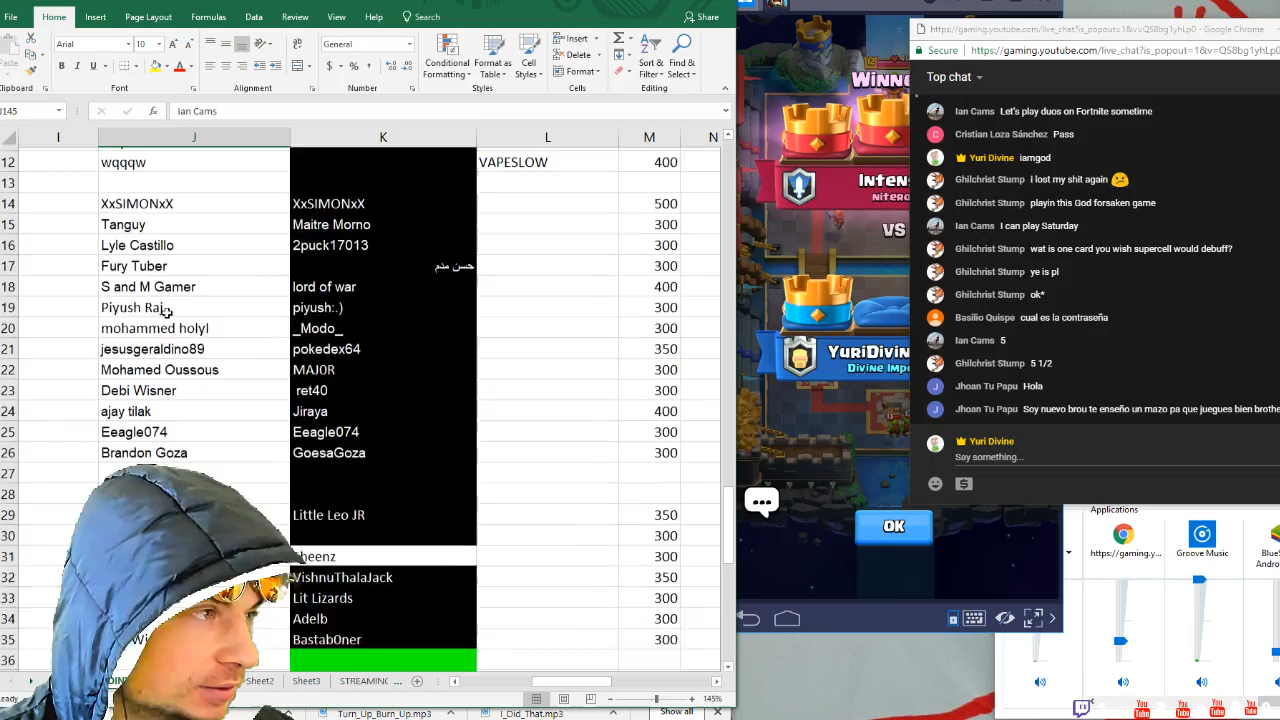 File
Home
Insert
Page Layout
Formulas
Data
Review
View
Help
Search
Share
Arial
10
General
Insert
Delete
Format
Conditional Formatting
Format as Table
Cell Styles
Sort & Filter
Find & Select
Clipboard
Font
Alignment
Number
Styles
Cells
Editing
Ian Cams
I J K L M N
12 wqqqw VAPESLOW 400
13
14 XxSIMONxX XxSIMONxX 500
15 Tanguy Maitre Morno 300
16 Lyle Castillo 2puck17013 300
17 Fury Tuber حسن منم 300
18 S and M Gamer lord of war 400
19 Piyush Raj piyush:.) 300
20 mohammed holyl _Modo_ 300
21 jesusgeraldino89 pokedex64 300
22 Mohamed Oussous MAJ0R 300
23 Debi Wisner ret40 300
24 ajay tilak Jiraya 300
25 Eeagle074 Eeagle074 300
26 Brandon Goza GoesaGoza 300
27
28
29 Little Leo JR 350
30 300
31 heenz 300
32 VishnuThalaJack 350
33 Lit Lizards 300
34 Adelb 300
35 Bastab0ner 300
Sheet2
Sheet3
STREAMING ...
145%
Turn_It_Burn_Up.mp3
Show all
12
Winne
Inten
Nitero
VS
YuriDivin
Divine Impe
OK
https://gaming.youtube.com/live_chat?is_popout=1&v=QS8bg1yhLp0 - Google Chrome
Secure https://gaming.youtube.com/live_chat?is_popout=1&v=QS8bg1yhLp0
Top chat
Ian Cams Let's play duos on Fortnite sometime
Cristian Loza Sánchez Pass
Yuri Divine iamgod
Ghilchrist Stump i lost my shit again
Ghilchrist Stump playin this God forsaken game
Ian Cams I can play Saturday
Ghilchrist Stump wat is one card you wish supercell would debuff?
Ghilchrist Stump ye is pl
Ghilchrist Stump ok*
Basilio Quispe cual es la contraseña
Ian Cams 5
Ghilchrist Stump 5 1/2
Jhoan Tu Papu Hola
Jhoan Tu Papu Soy nuevo brou te enseño un mazo pa que juegues bien brothe
Yuri Divine
Say something...
Applications
https://gaming.y...
Groove Music
BlueS
Andro